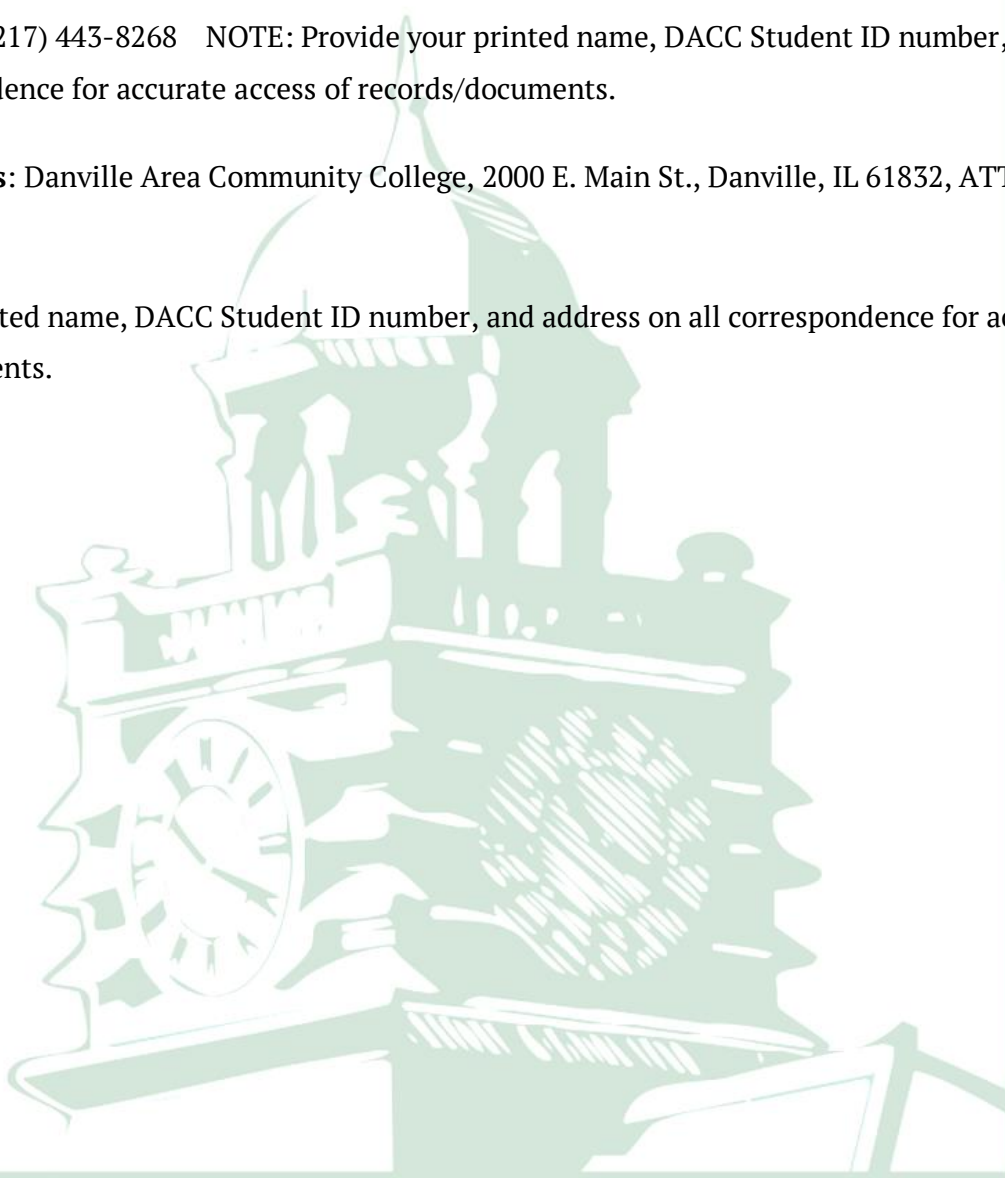 217) 443-8268 NOTE: Provide your printed name, DACC Student ID number,
dence for accurate access of records/documents.
s: Danville Area Community College, 2000 E. Main St., Danville, IL 61832, ATT
ted name, DACC Student ID number, and address on all correspondence for a
ents.